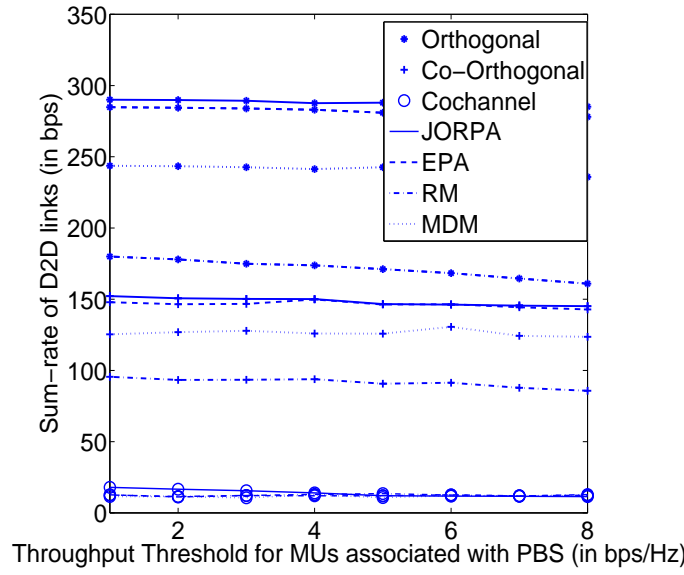 350
300
250
200
150
100
50
0
Sum−rate of D2D links (in bps)
Orthogonal
Co−Orthogonal
Cochannel
JORPA
EPA
RM
MDM
2
4
6
8
Throughput Threshold for MUs associated with PBS (in bps/Hz)